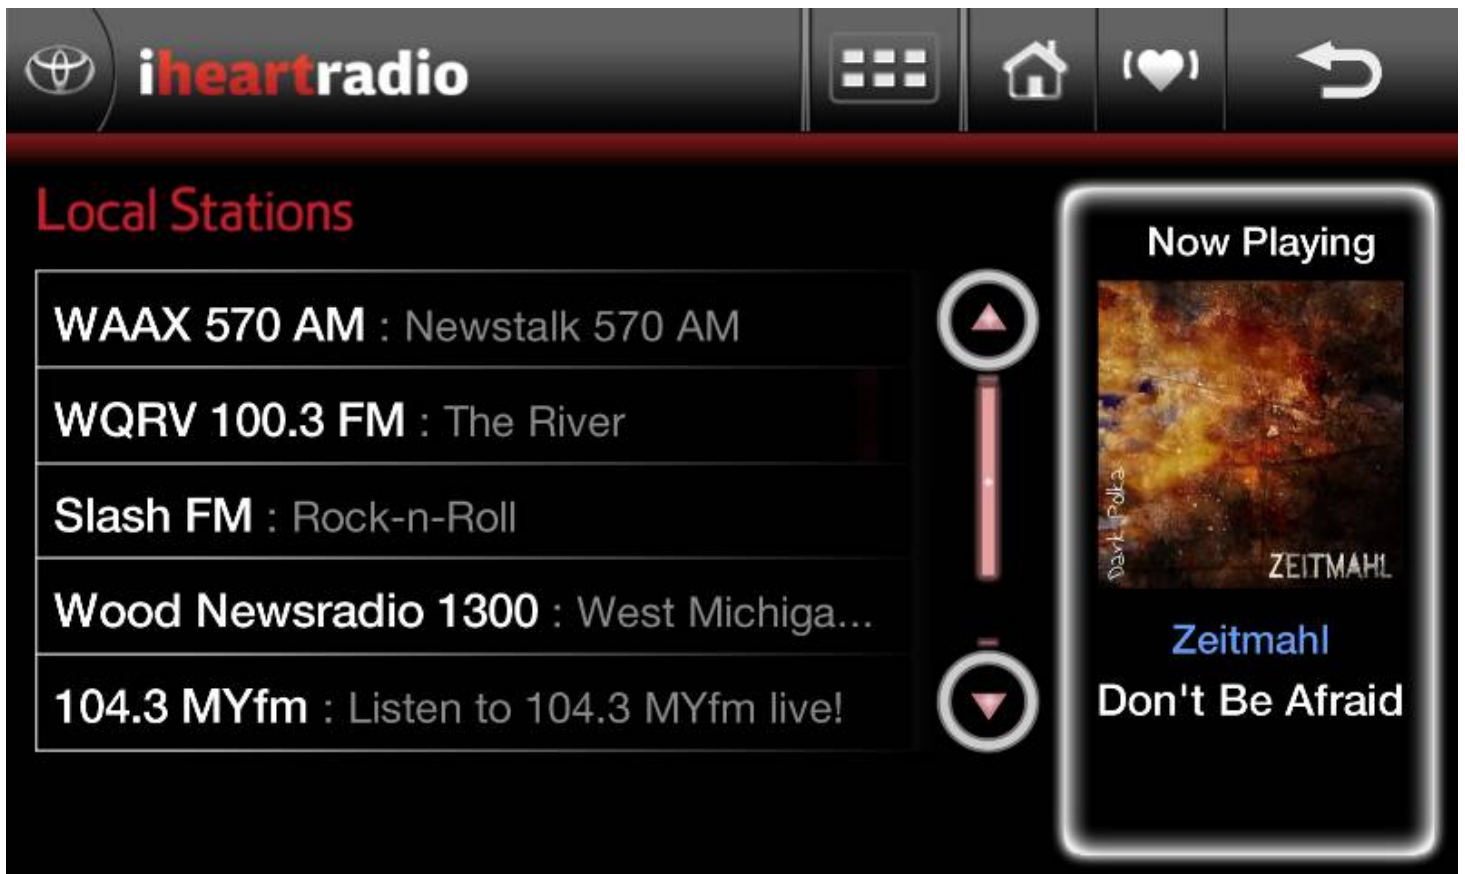 iheartradio
Local Stations
WAAX 570 AM : Newstalk 570 AM
WQRV 100.3 FM : The River
Slash FM : Rock-n-Roll
Wood Newsradio 1300 : West Michiga...
104.3 MYfm : Listen to 104.3 MYfm live!
Now Playing
Dark Polka
ZEITMAHL
Zeitmahl
Don't Be Afraid